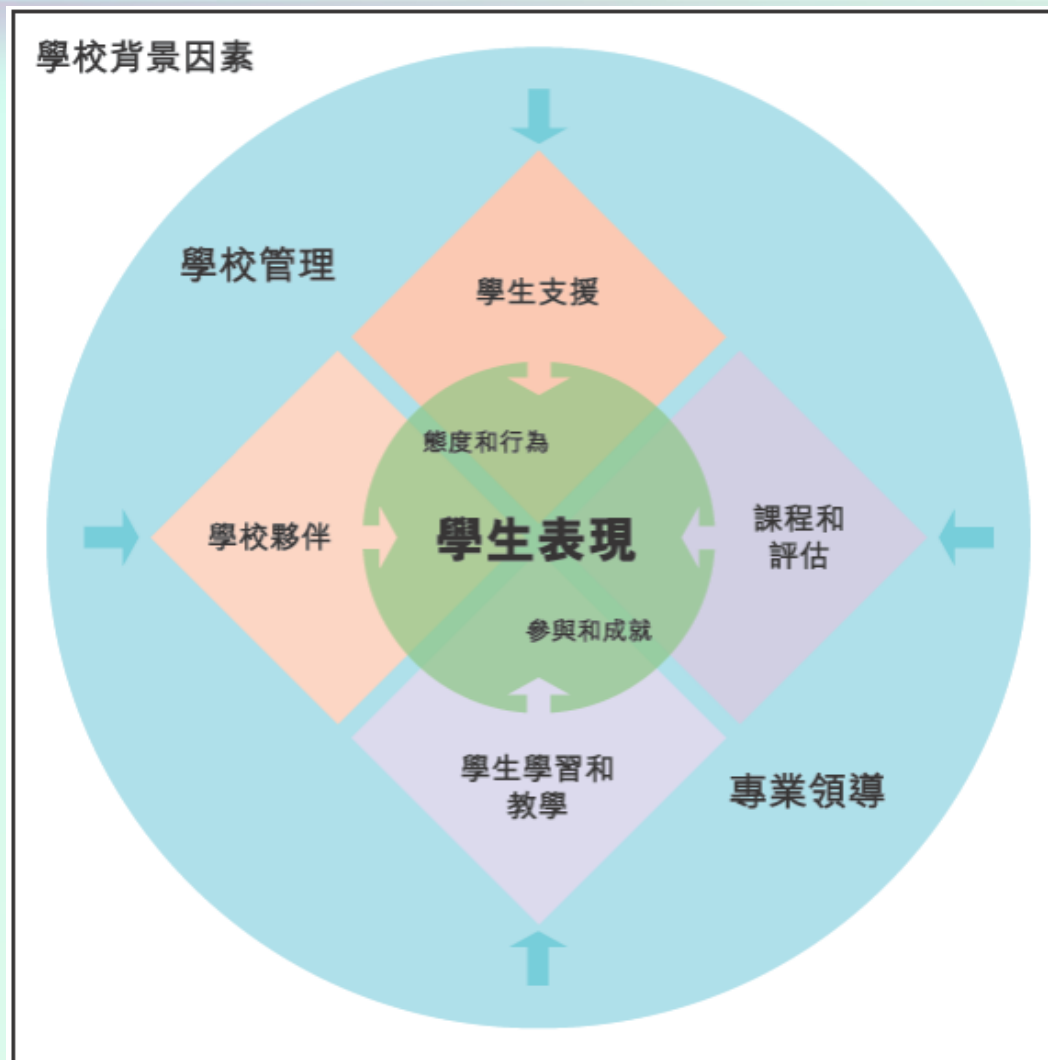 學校背景因素
學校管理
學生支援
態度和行為
學校夥伴
學生表現
課程和
評估
參與和成就
學生學習和
教學
專業領導